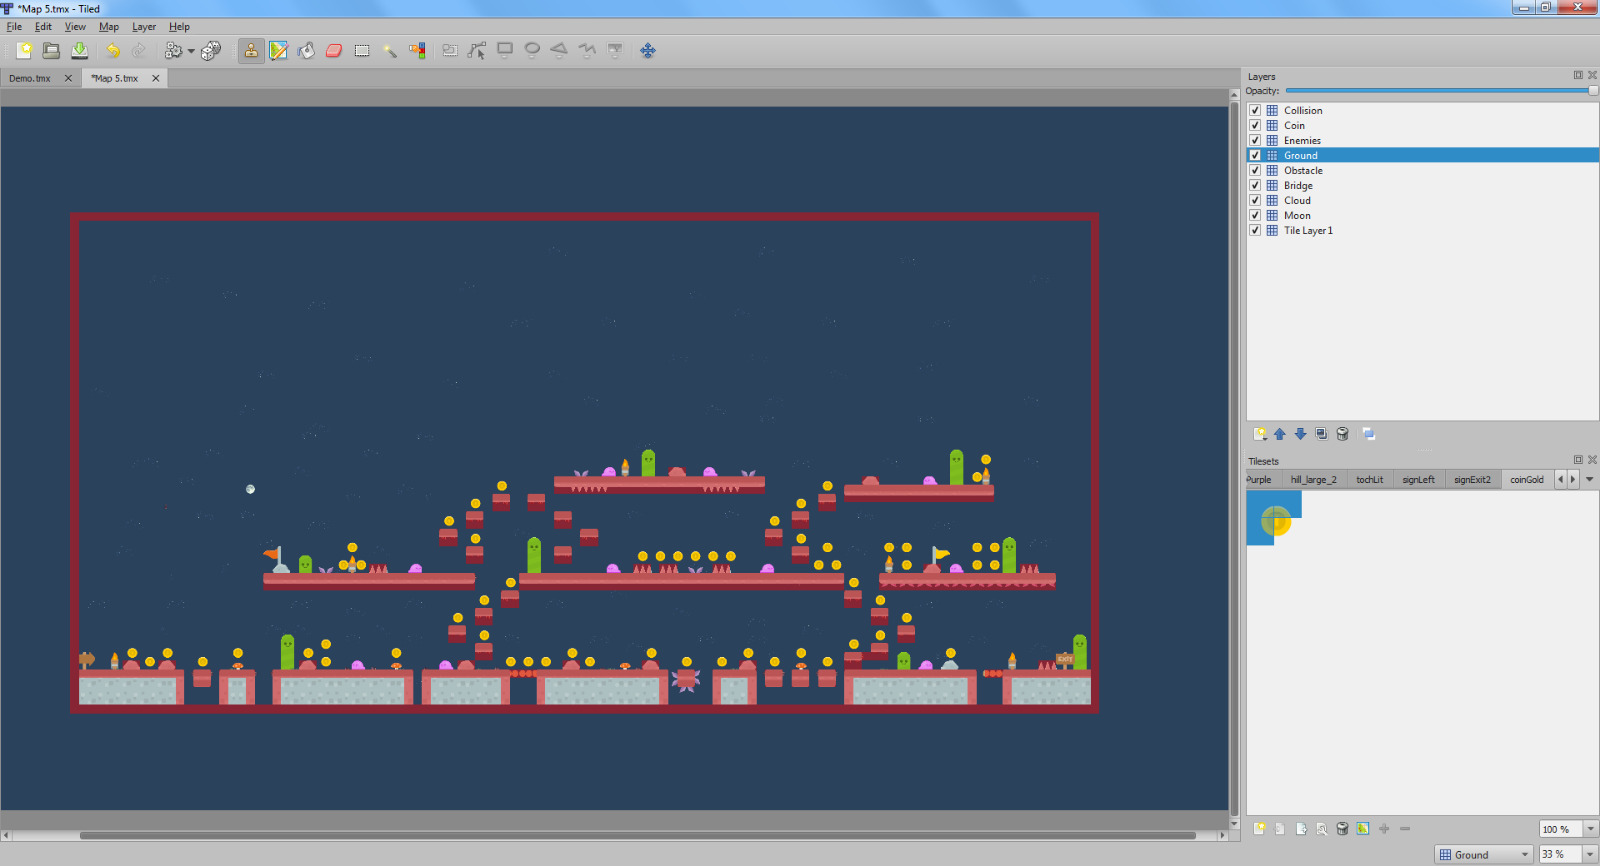 *Map 5.tmx - Tiled
File Edit View Map Layer Help
Demo.tmx *Map 5.tmx
Layers
Opacity:
Collision
Coin
Enemies
Ground
Obstacle
Bridge
Cloud
Moon
Tile Layer 1
Tilesets
Purple hill_large_2 tochLit signLeft signExit2 coinGold
EXIT
100 %
Ground 33 %